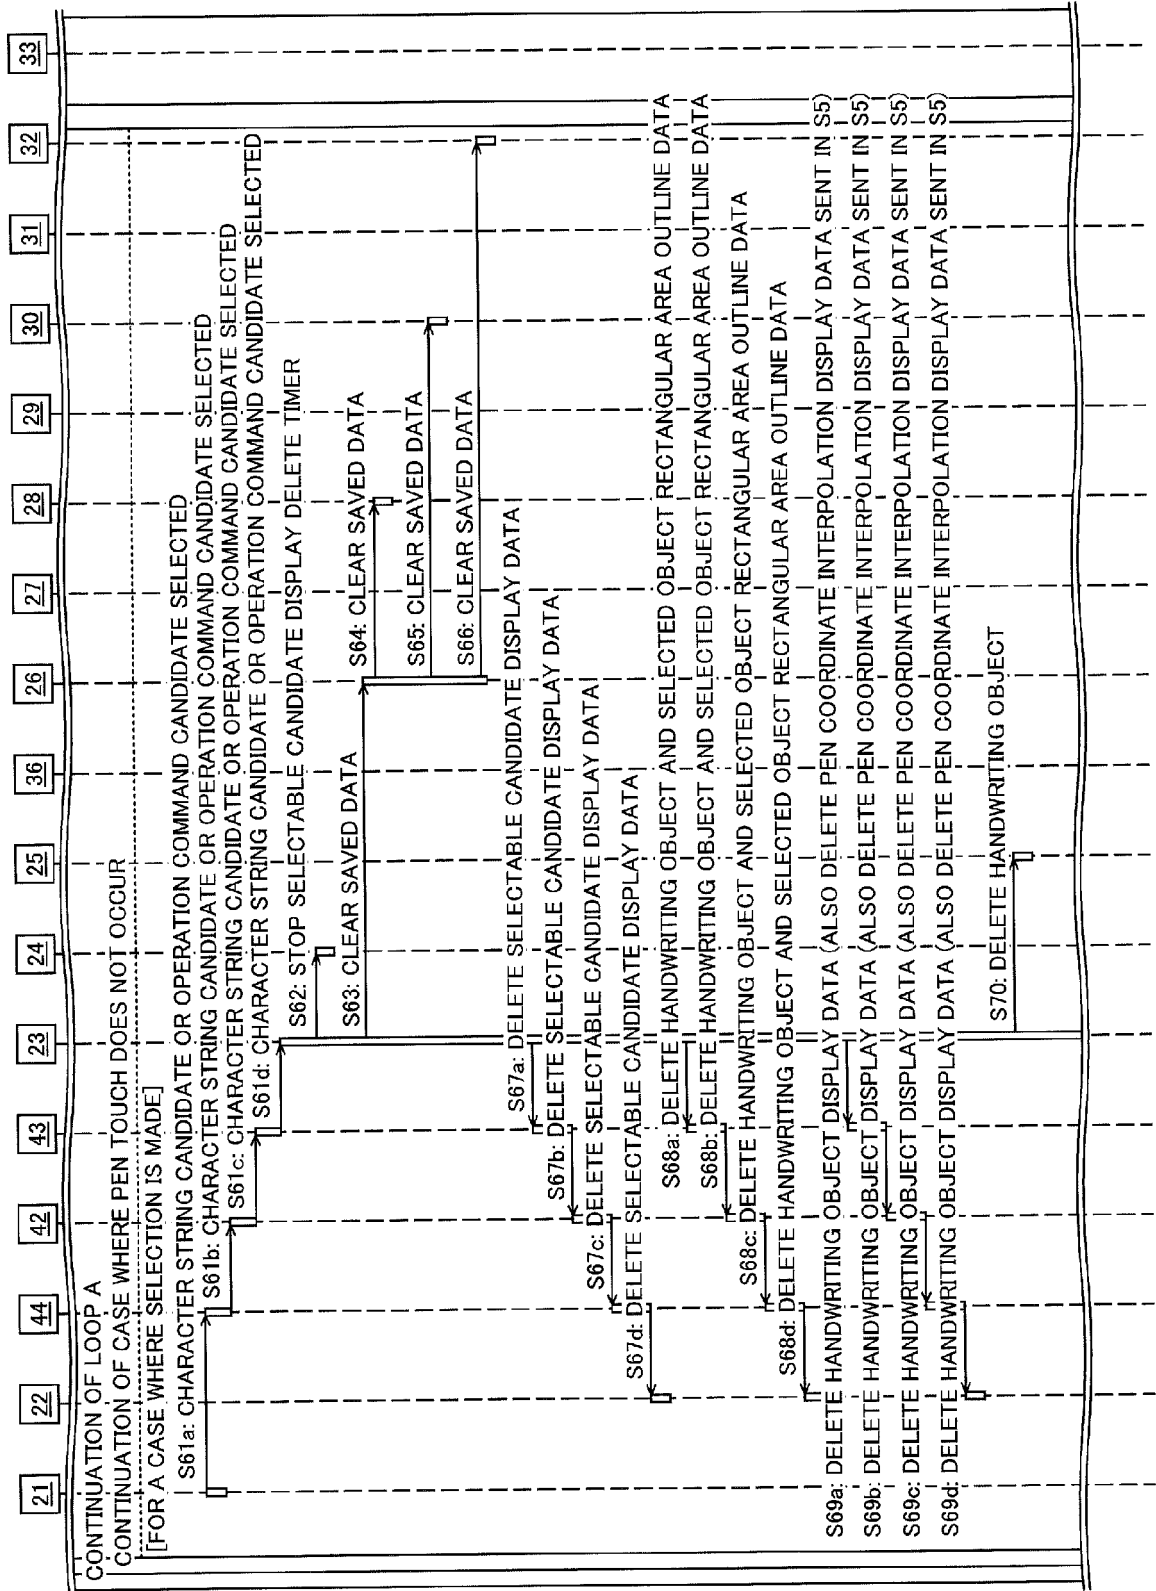 21 22 44 42 43 23 24 25 36 26 27 28 29 30 31 32 33
CONTINUATION OF LOOP A
CONTINUATION OF CASE WHERE PEN TOUCH DOES NOT OCCUR
[FOR A CASE WHERE SELECTION IS MADE]
S61a: CHARACTER STRING CANDIDATE OR OPERATION COMMAND CANDIDATE SELECTED
S61b: CHARACTER STRING CANDIDATE OR OPERATION COMMAND CANDIDATE SELECTED
S61c: CHARACTER STRING CANDIDATE OR OPERATION COMMAND CANDIDATE SELECTED
S61d: CHARACTER STRING CANDIDATE OR OPERATION COMMAND CANDIDATE SELECTED
S62: STOP SELECTABLE CANDIDATE DISPLAY DELETE TIMER
S63: CLEAR SAVED DATA
S64: CLEAR SAVED DATA
S65: CLEAR SAVED DATA
S66: CLEAR SAVED DATA
S67a: DELETE SELECTABLE CANDIDATE DISPLAY DATA
S67b: DELETE SELECTABLE CANDIDATE DISPLAY DATA
S67c: DELETE SELECTABLE CANDIDATE DISPLAY DATA
S67d: DELETE SELECTABLE CANDIDATE DISPLAY DATA
S68a: DELETE HANDWRITING OBJECT AND SELECTED OBJECT RECTANGULAR AREA OUTLINE DATA
S68b: DELETE HANDWRITING OBJECT AND SELECTED OBJECT RECTANGULAR AREA OUTLINE DATA
S68c: DELETE HANDWRITING OBJECT AND SELECTED OBJECT RECTANGULAR AREA OUTLINE DATA
S68d: DELETE HANDWRITING OBJECT AND SELECTED OBJECT RECTANGULAR AREA OUTLINE DATA
S69a: DELETE HANDWRITING OBJECT DISPLAY DATA (ALSO DELETE PEN COORDINATE INTERPOLATION DISPLAY DATA SENT IN S5)
S69b: DELETE HANDWRITING OBJECT DISPLAY DATA (ALSO DELETE PEN COORDINATE INTERPOLATION DISPLAY DATA SENT IN S5)
S69c: DELETE HANDWRITING OBJECT DISPLAY DATA (ALSO DELETE PEN COORDINATE INTERPOLATION DISPLAY DATA SENT IN S5)
S69d: DELETE HANDWRITING OBJECT DISPLAY DATA (ALSO DELETE PEN COORDINATE INTERPOLATION DISPLAY DATA SENT IN S5)
S70: DELETE HANDWRITING OBJECT